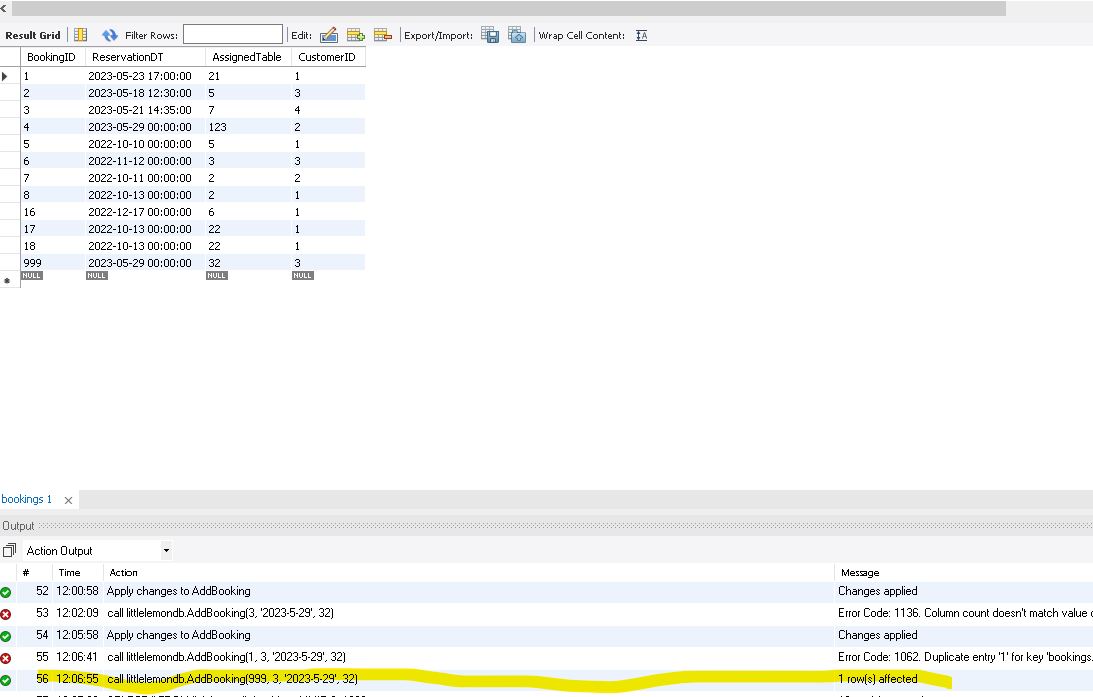 Result Grid Filter Rows: Edit: Export/Import: Wrap Cell Content: IA
BookingID ReservationDT AssignedTable CustomerID
1 2023-05-23 17:00:00 21 1
2 2023-05-18 12:30:00 5 3
3 2023-05-21 14:35:00 7 4
4 2023-05-29 00:00:00 123 2
5 2022-10-10 00:00:00 5 1
6 2022-11-12 00:00:00 3 3
7 2022-10-11 00:00:00 2 2
8 2022-10-13 00:00:00 2 1
16 2022-12-17 00:00:00 6 1
17 2022-10-13 00:00:00 22 1
18 2022-10-13 00:00:00 22 1
999 2023-05-29 00:00:00 32 3
NULL NULL NULL NULL
bookings 1
Output
Action Output
# Time Action Message
52 12:00:58 Apply changes to AddBooking Changes applied
53 12:02:09 call littlelemondb.AddBooking(3, '2023-5-29', 32) Error Code: 1136. Column count doesn't match value
54 12:05:58 Apply changes to AddBooking Changes applied
55 12:06:41 call littlelemondb.AddBooking(1, 3, '2023-5-29', 32) Error Code: 1062. Duplicate entry '1' for key 'bookings.
56 12:06:55 call littlelemondb.AddBooking(999, 3, '2023-5-29', 32) 1 row(s) affected